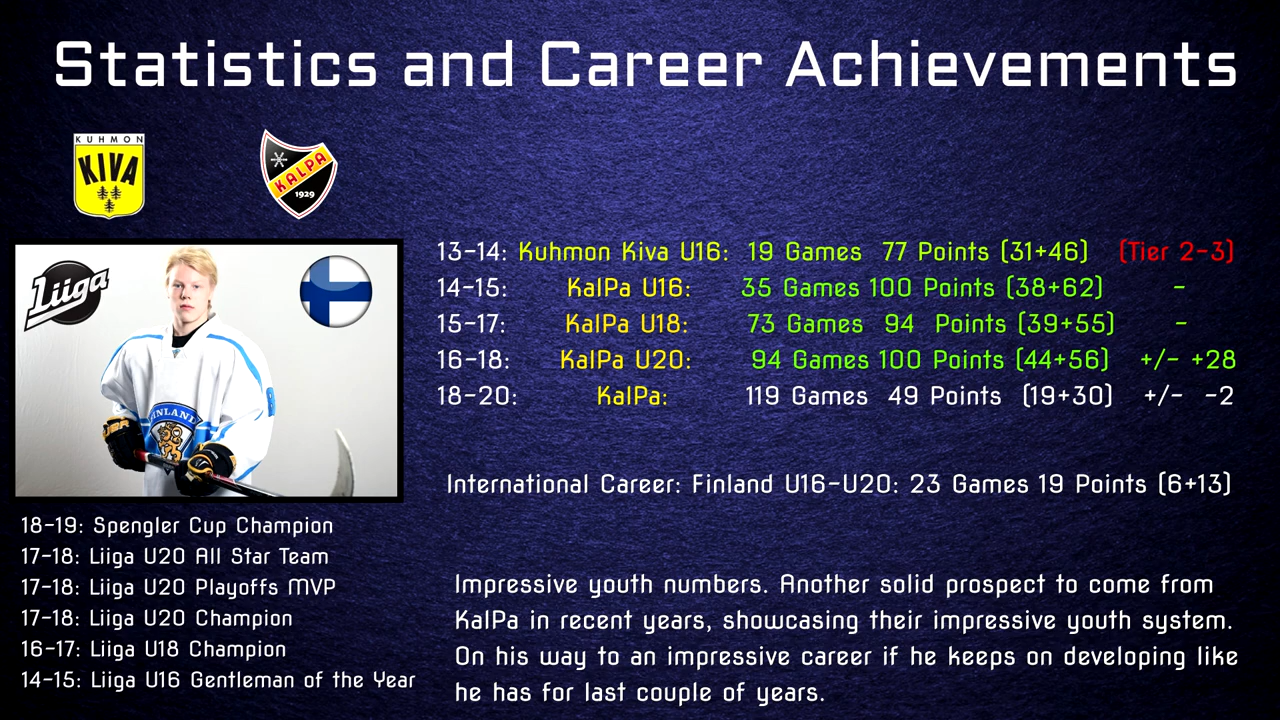 Statistics and Career Achievements
KUHMON
KIVA
KALPA
1929
Liiga
FINLAND
13-14: Kuhmon Kiva U16: 19 Games 77 Points (31+46) (Tier 2-3)
14-15: KalPa U16: 35 Games 100 Points (38+62) -
15-17: KalPa U18: 73 Games 94 Points (39+55) -
16-18: KalPa U20: 94 Games 100 Points (44+56) +/- +28
18-20: KalPa: 119 Games 49 Points (19+30) +/- -2
International Career: Finland U16-U20: 23 Games 19 Points (6+13)
18-19: Spengler Cup Champion
17-18: Liiga U20 All Star Team
17-18: Liiga U20 Playoffs MVP
17-18: Liiga U20 Champion
16-17: Liiga U18 Champion
14-15: Liiga U16 Gentleman of the Year
Impressive youth numbers. Another solid prospect to come from
KalPa in recent years, showcasing their impressive youth system.
On his way to an impressive career if he keeps on developing like
he has for last couple of years.